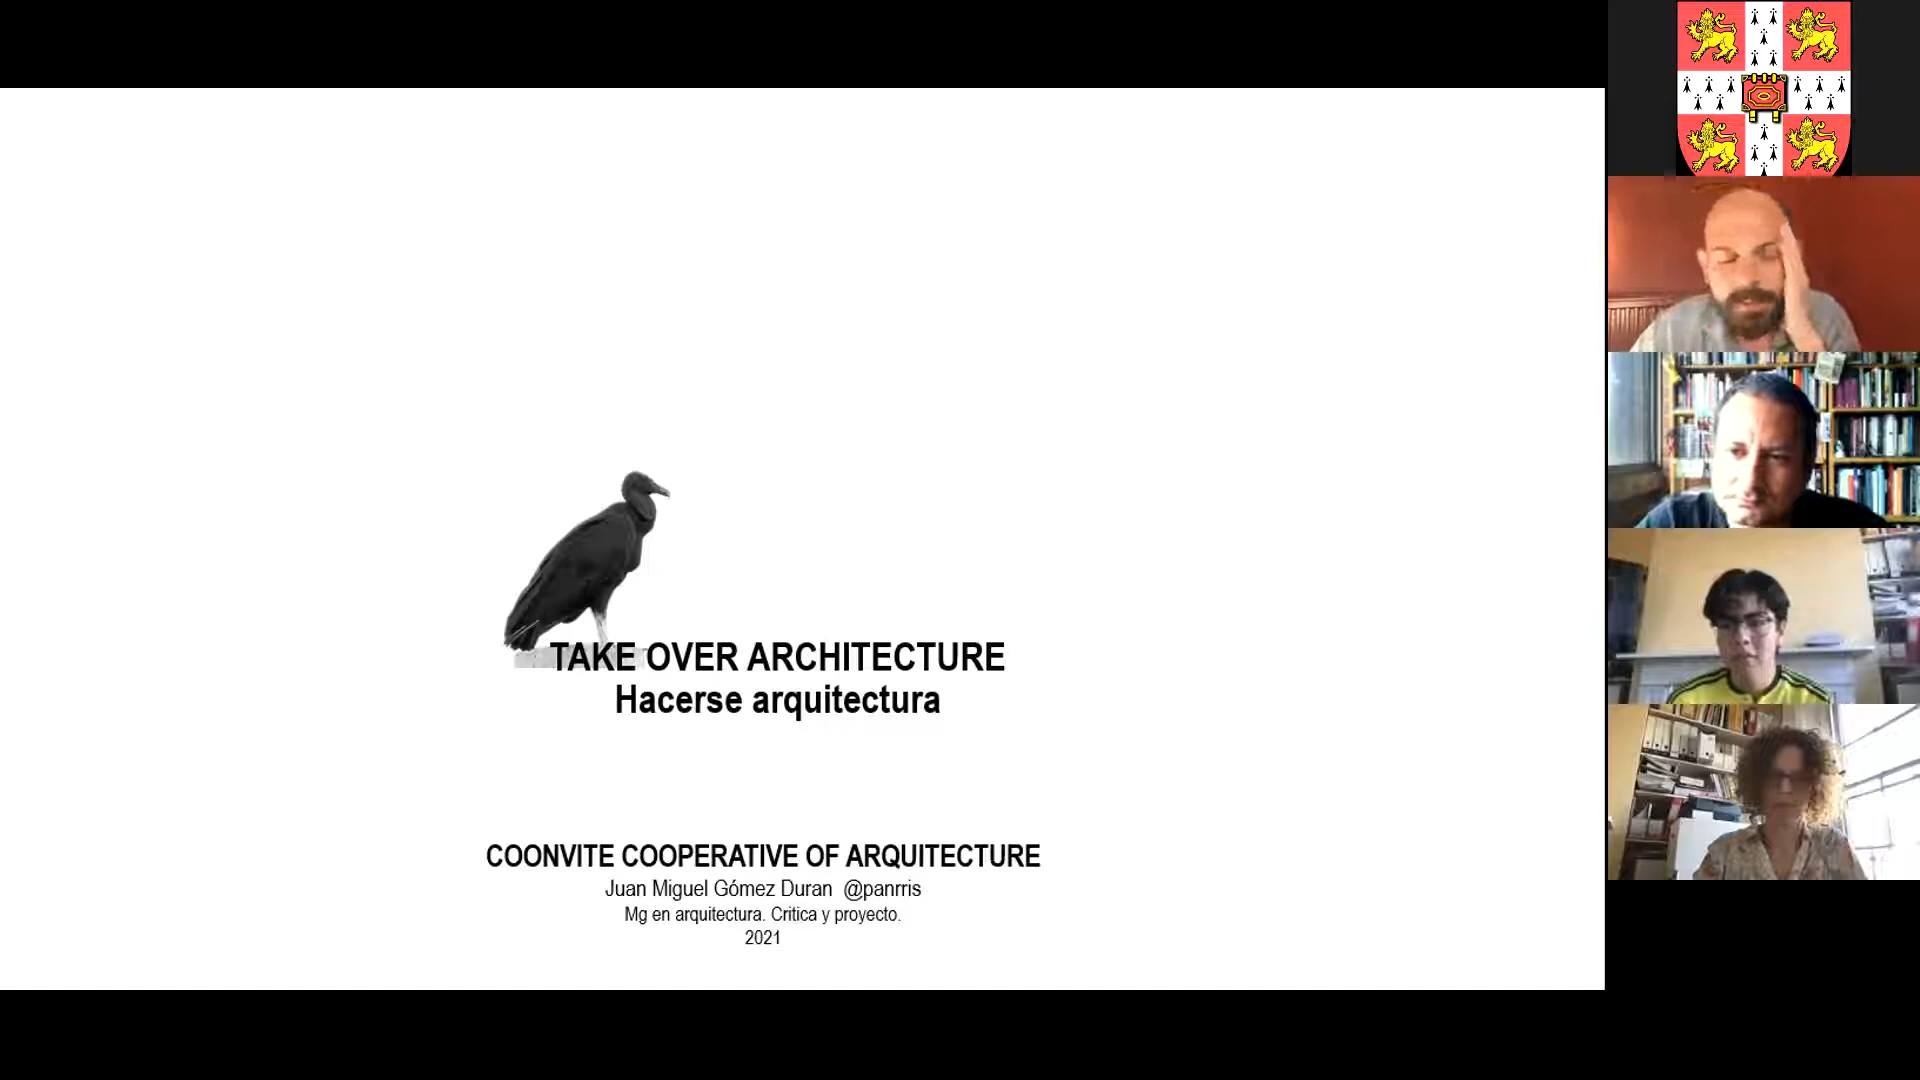 TAKE OVER ARCHITECTURE
Hacerse arquitectura
COONVITE COOPERATIVE OF ARQUITECTURE
Juan Miguel Gómez Duran @panrris
Mg en arquitectura. Critica y proyecto.
2021